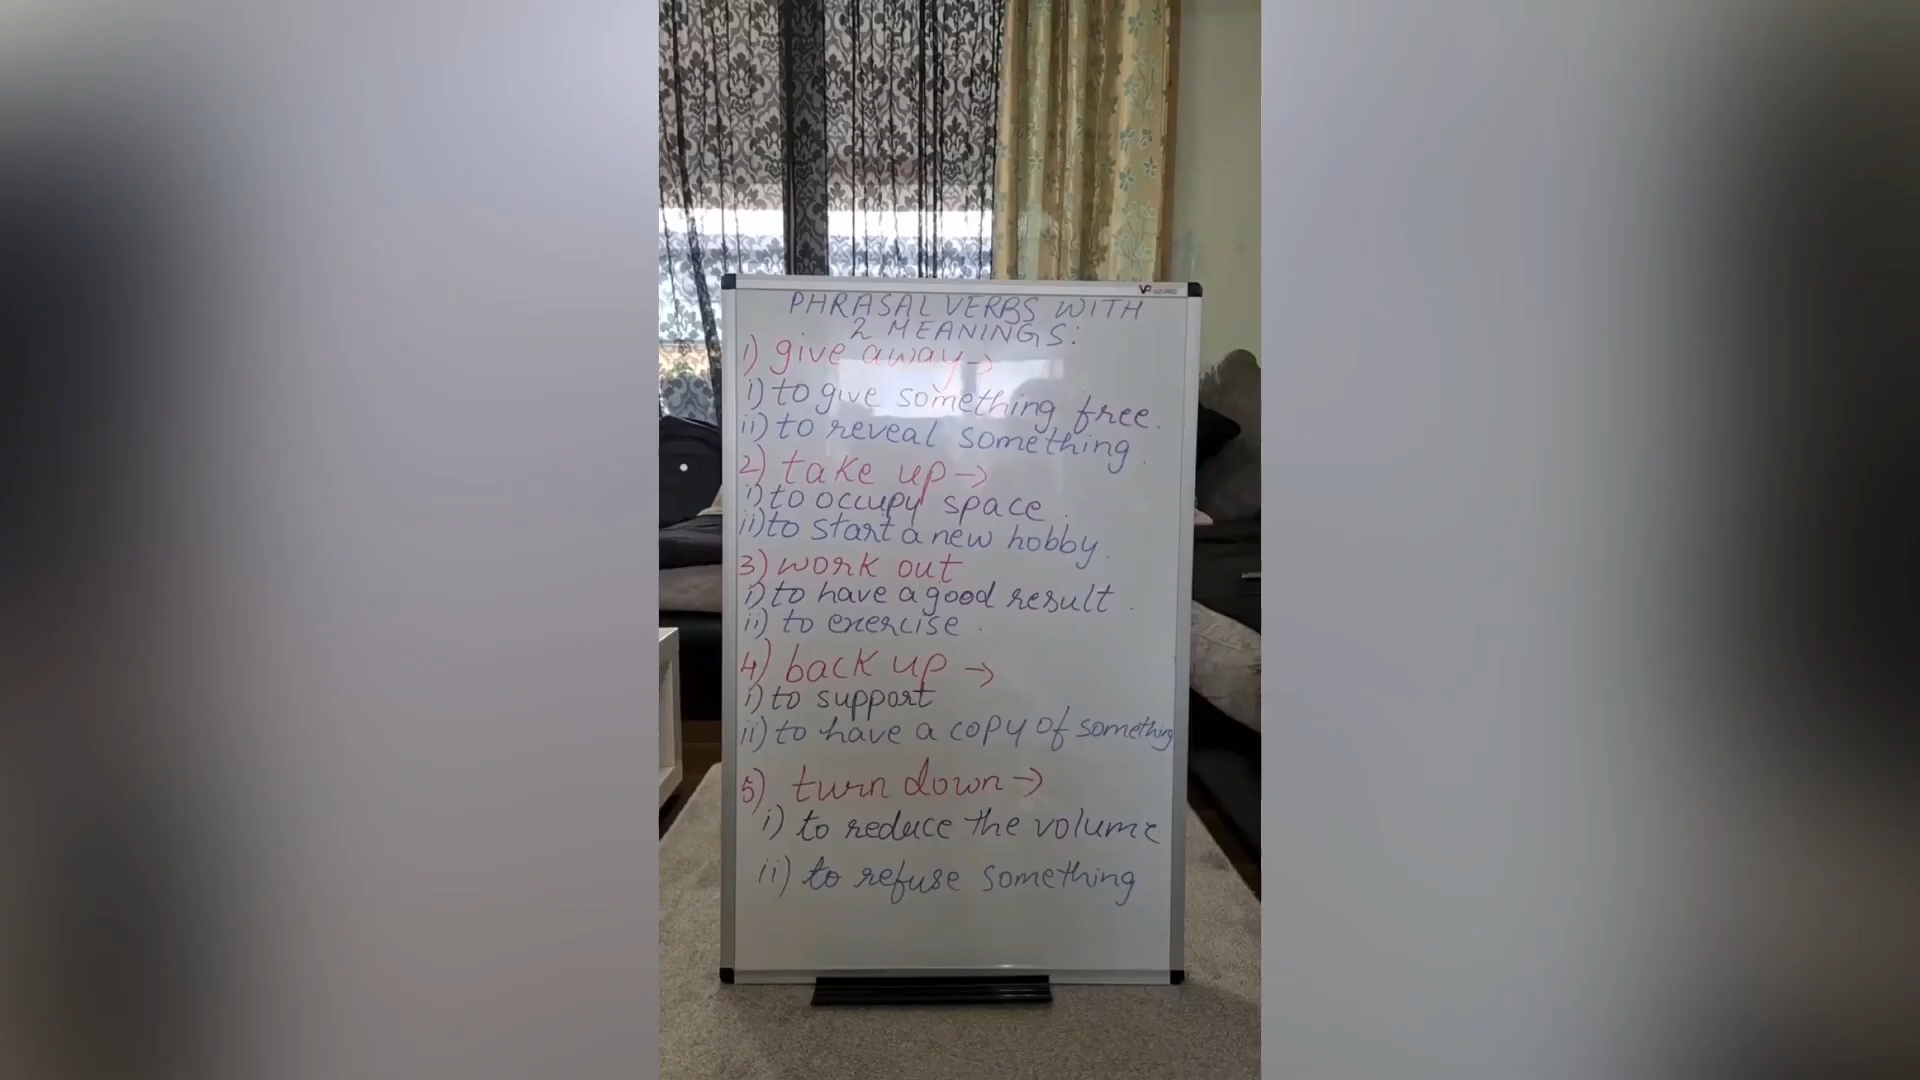 PHRASAL VERBS WITH
2 MEANINGS:
1) give away →
i) to give something free.
ii) to reveal something.
2) take up →
i) to occupy space.
ii) to start a new hobby.
3) work out
i) to have a good result.
ii) to exercise.
4) back up →
i) to support
ii) to have a copy of something
5) turn down →
i) to reduce the volume
ii) to refuse something